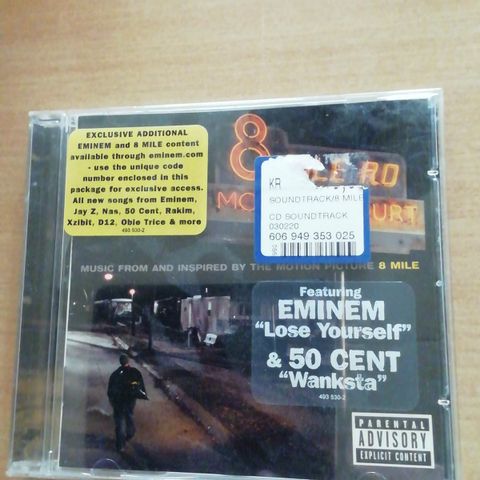 EXCLUSIVE ADDITIONAL
EMINEM and 8 MILE content
available through eminem.com
- use the unique code
number enclosed in this
package for exclusive access.
All new songs from Eminem,
Jay Z, Nas, 50 Cent, Rakim,
Xzibit, D12, Obie Trice & more
493 530-2
8
RD
MO
URT
KR
SOUNDTRACK/8 MILE
CD SOUNDTRACK
030220
606 949 353 025
MUSIC FROM AND INSPIRED BY THE MOTION PICTURE 8 MILE
Featuring
EMINEM
"Lose Yourself"
& 50 CENT
"Wanksta"
493 530-2
PARENTAL
ADVISORY
EXPLICIT CONTENT